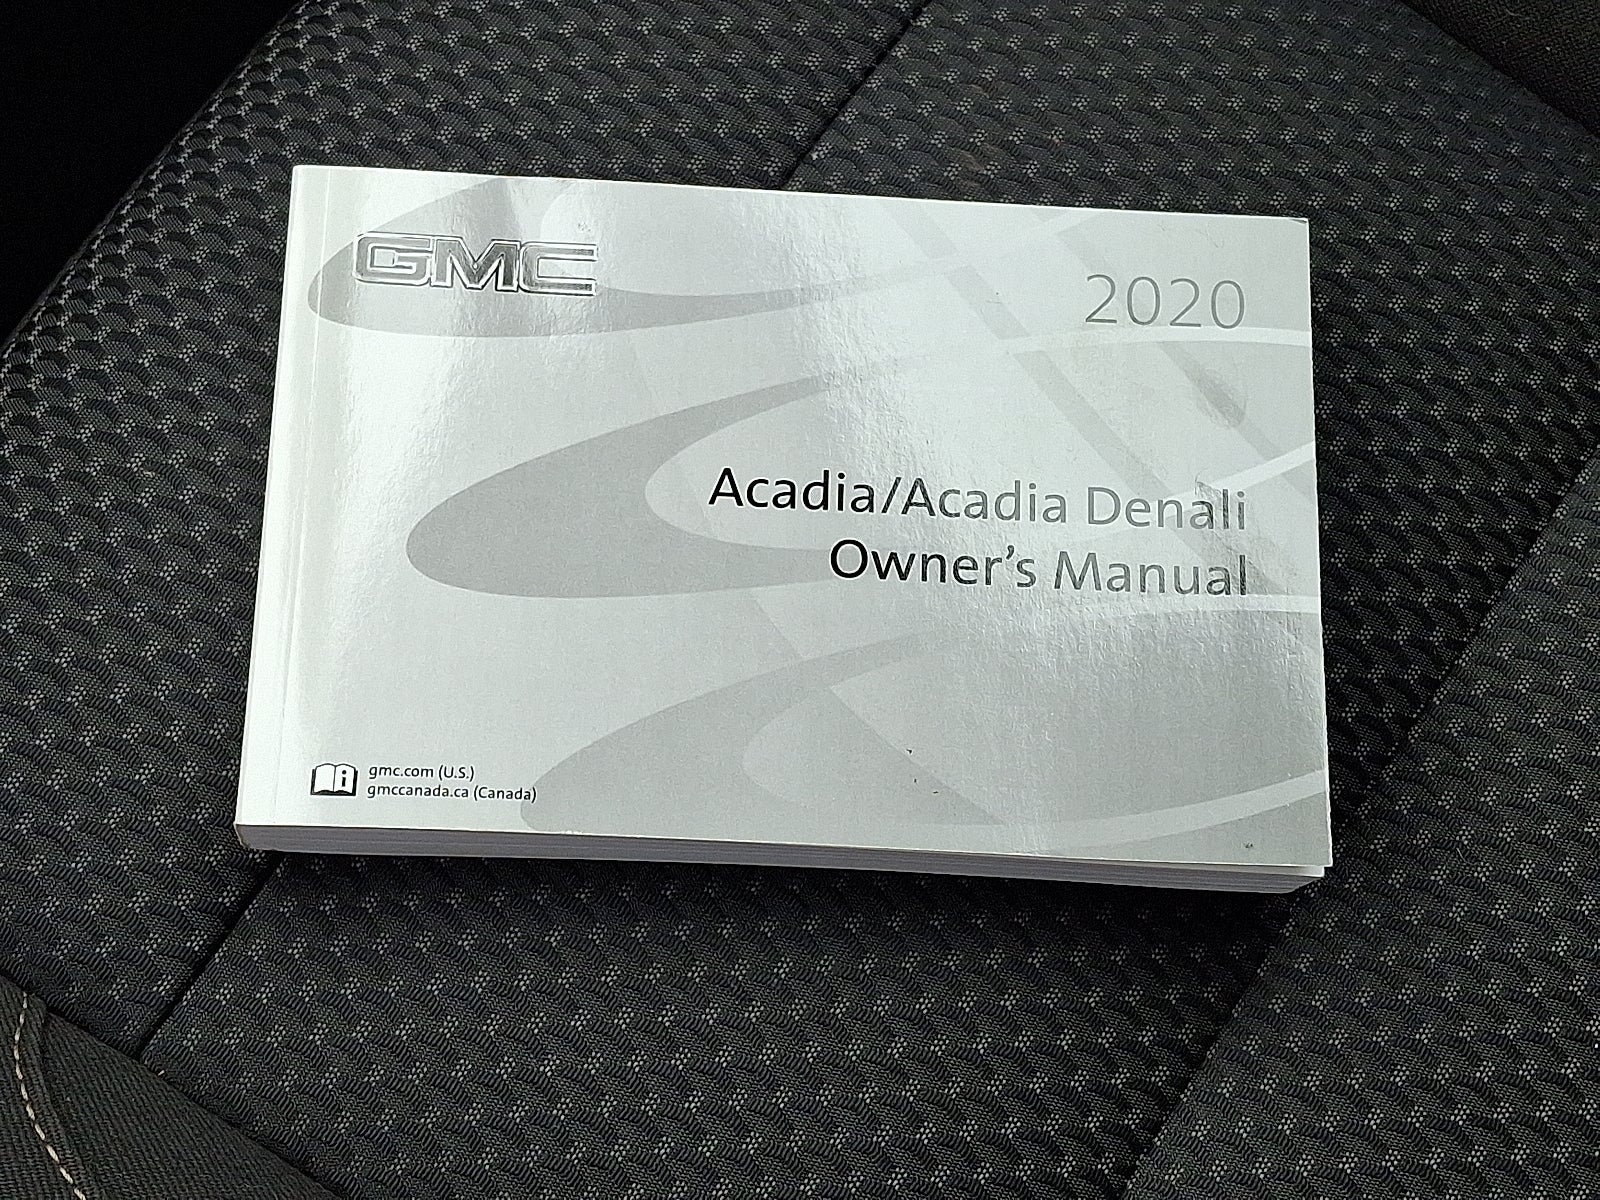 GMC
2020
Acadia/Acadia Denali
Owner's Manual
gmc.com (U.S.)
gmccanada.ca (Canada)